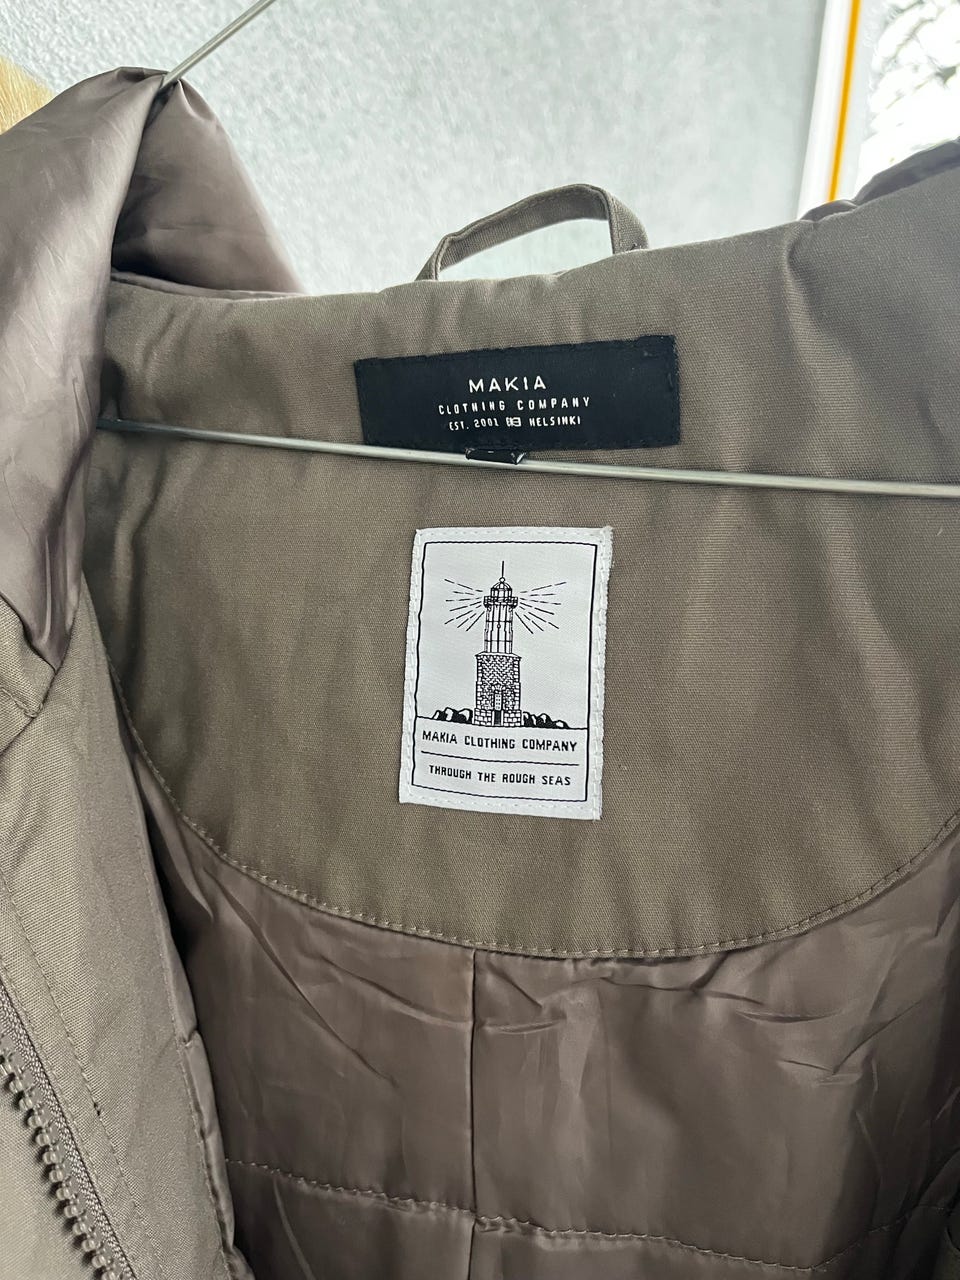 MAKIA
CLOTHING COMPANY
EST. 2001 HELSINKI
MAKIA CLOTHING COMPANY
THROUGH THE ROUGH SEAS